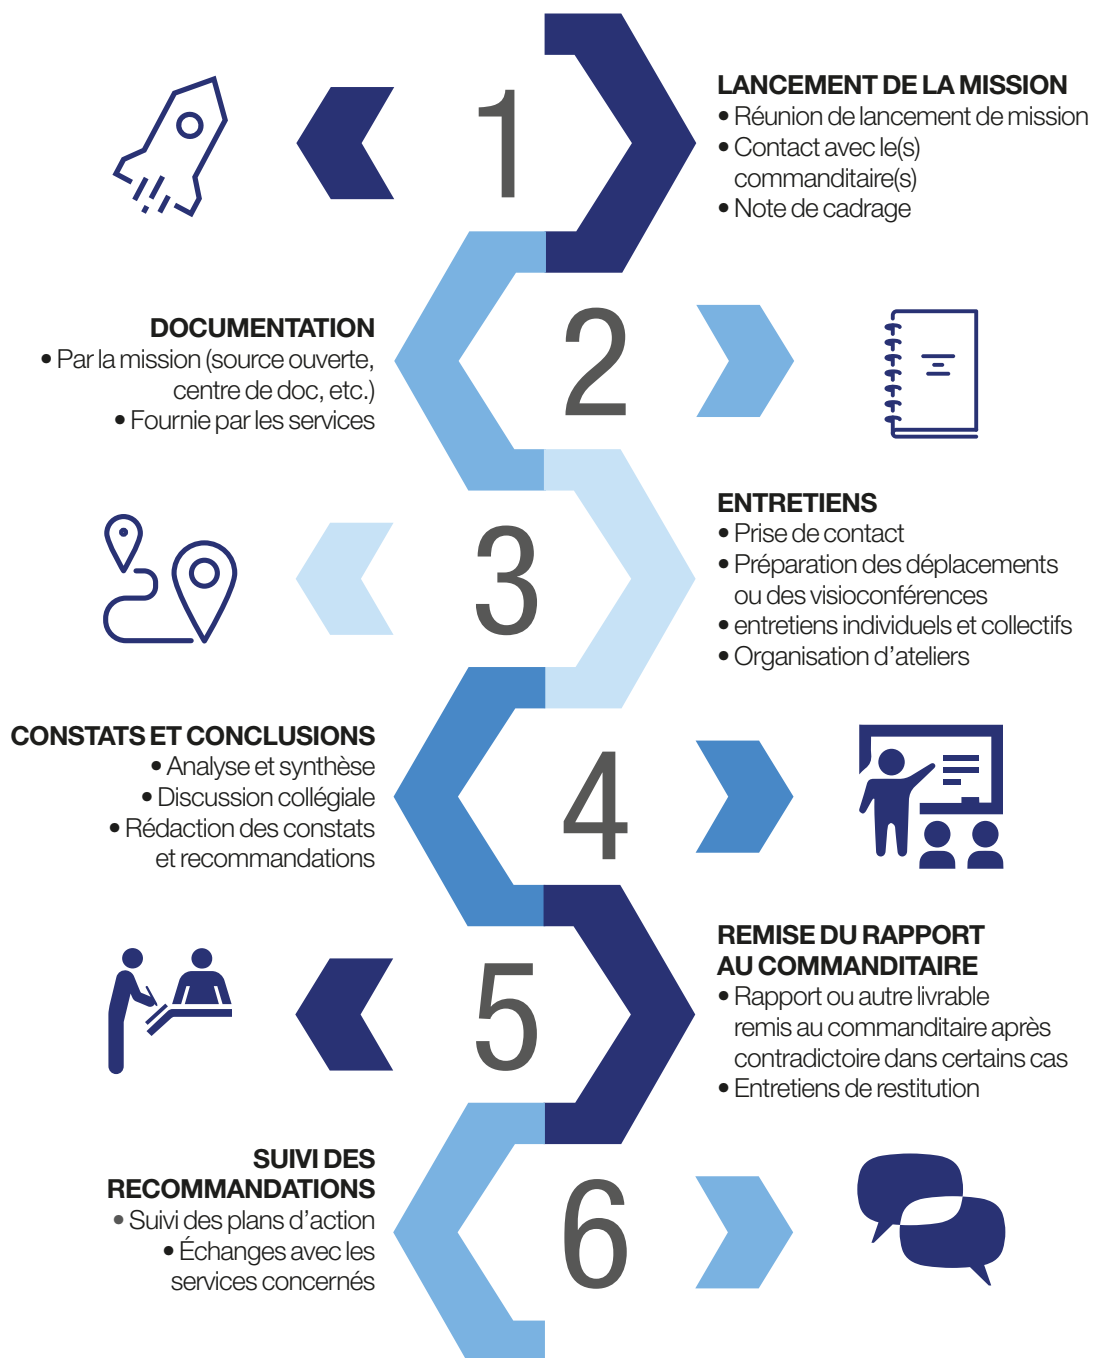 1
LANCEMENT DE LA MISSION
• Réunion de lancement de mission
• Contact avec le(s)
commanditaire(s)
• Note de cadrage
2
DOCUMENTATION
• Par la mission (source ouverte,
centre de doc, etc.)
• Fournie par les services
3
ENTRETIENS
• Prise de contact
• Préparation des déplacements
ou des visioconférences
• entretiens individuels et collectifs
• Organisation d’ateliers
4
CONSTATS ET CONCLUSIONS
• Analyse et synthèse
• Discussion collégiale
• Rédaction des constats
et recommandations
5
REMISE DU RAPPORT
AU COMMANDITAIRE
• Rapport ou autre livrable
remis au commanditaire après
contradictoire dans certains cas
• Entretiens de restitution
6
SUIVI DES
RECOMMANDATIONS
• Suivi des plans d’action
• Échanges avec les
services concernés